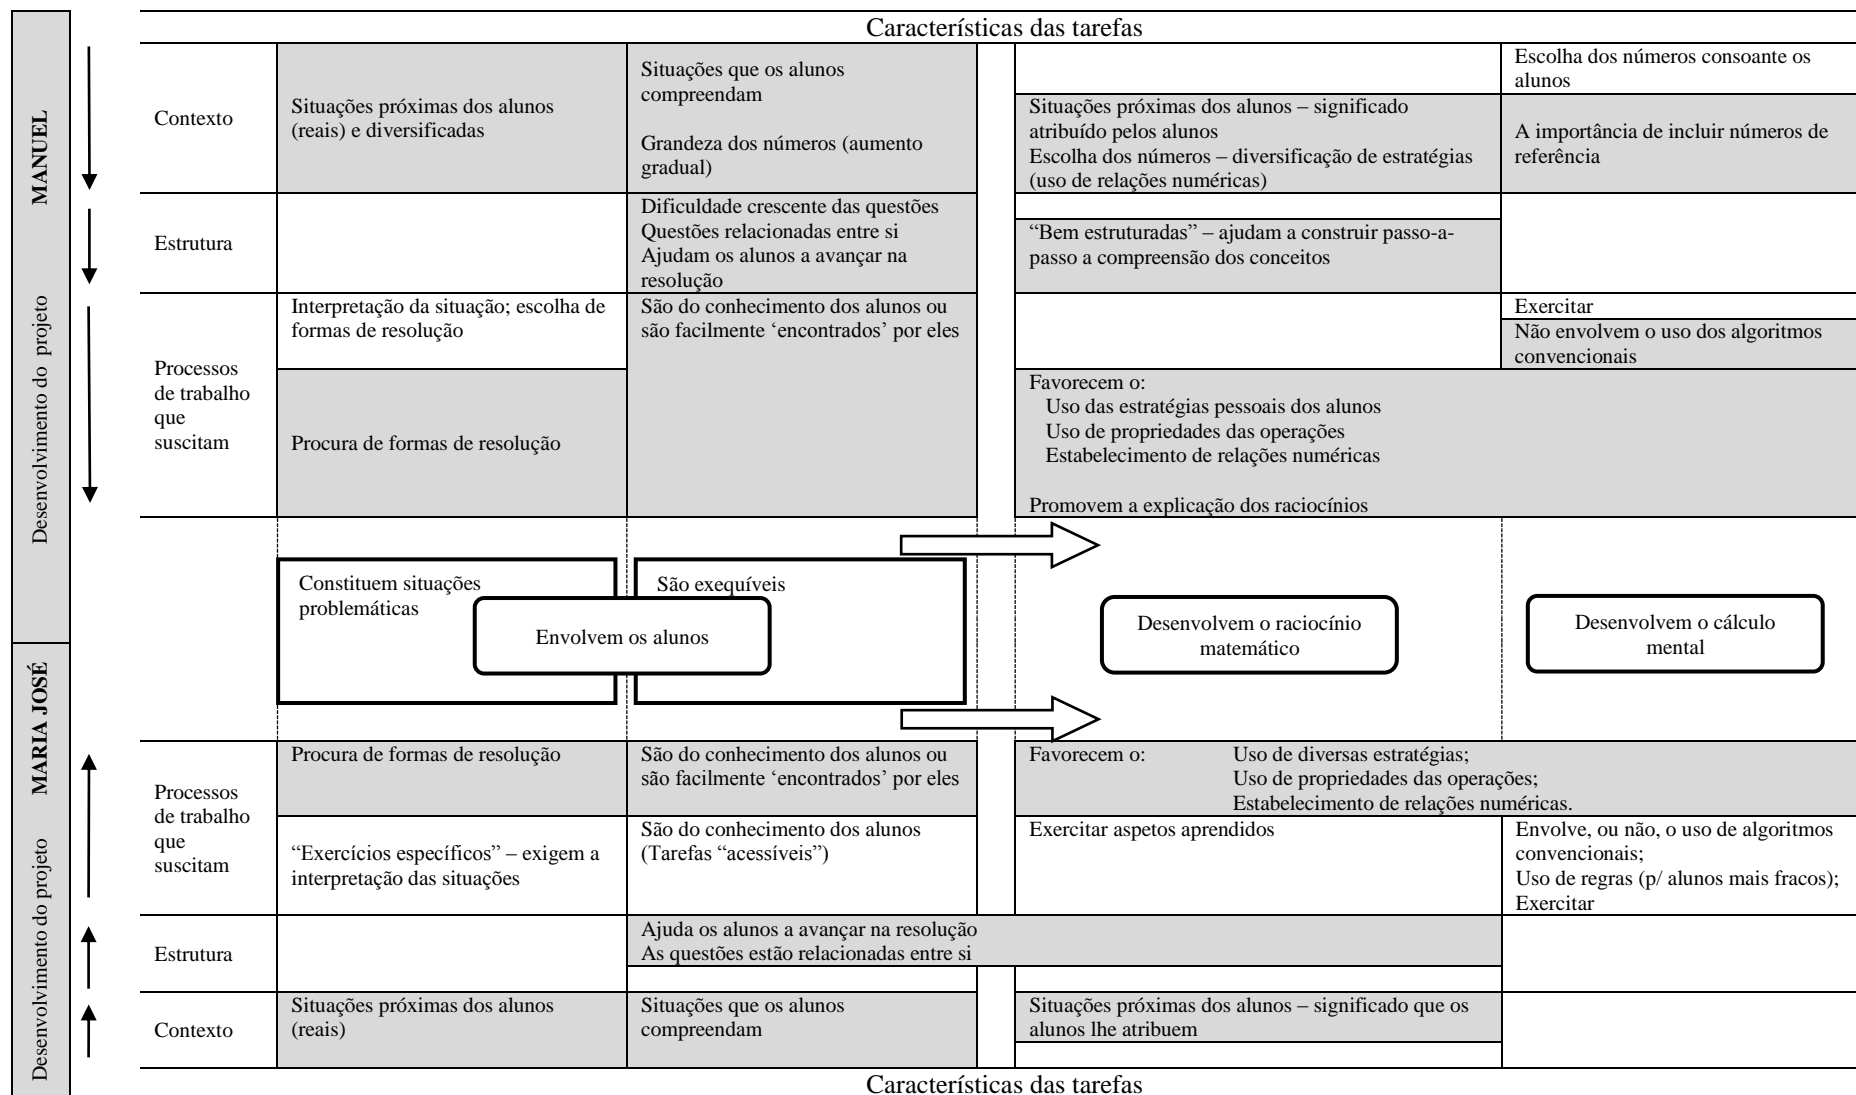 Características das tarefas
MANUEL
Desenvolvimento do projeto
Contexto
Situações próximas dos alunos
(reais) e diversificadas
Situações que os alunos
compreendam
Grandeza dos números (aumento
gradual)
Situações próximas dos alunos – significado
atribuído pelos alunos
Escolha dos números – diversificação de estratégias
(uso de relações numéricas)
Escolha dos números consoante os
alunos
A importância de incluir números de
referência
Estrutura
Dificuldade crescente das questões
Questões relacionadas entre si
Ajudam os alunos a avançar na
resolução
“Bem estruturadas” – ajudam a construir passo-a-
passo a compreensão dos conceitos
Processos
de trabalho
que
suscitam
Interpretação da situação; escolha de
formas de resolução
Procura de formas de resolução
São do conhecimento dos alunos ou
são facilmente ‘encontrados’ por eles
Exercitar
Não envolvem o uso dos algoritmos
convencionais
Favorecem o:
Uso das estratégias pessoais dos alunos
Uso de propriedades das operações
Estabelecimento de relações numéricas
Promovem a explicação dos raciocínios
Constituem situações
problemáticas
São exequíveis
Envolvem os alunos
Desenvolvem o raciocínio
matemático
Desenvolvem o cálculo
mental
MARIA JOSÉ
Desenvolvimento do projeto
Processos
de trabalho
que
suscitam
Procura de formas de resolução
São do conhecimento dos alunos ou
são facilmente ‘encontrados’ por eles
Favorecem o: Uso de diversas estratégias;
Uso de propriedades das operações;
Estabelecimento de relações numéricas.
“Exercícios específicos” – exigem a
interpretação das situações
São do conhecimento dos alunos
(Tarefas “acessíveis”)
Exercitar aspetos aprendidos
Envolve, ou não, o uso de algoritmos
convencionais;
Uso de regras (p/ alunos mais fracos);
Exercitar
Estrutura
Ajuda os alunos a avançar na resolução
As questões estão relacionadas entre si
Contexto
Situações próximas dos alunos
(reais)
Situações que os alunos
compreendam
Situações próximas dos alunos – significado que os
alunos lhe atribuem
Características das tarefas